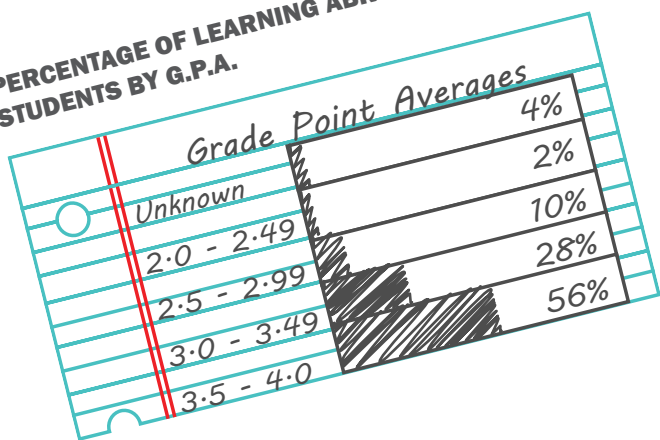 PERCENTAGE OF LEARNING
STUDENTS BY G.P.A.
Grade Point Averages
Unknown 4%
2.0 - 2.49 2%
2.5 - 2.99 10%
3.0 - 3.49 28%
3.5 - 4.0 56%